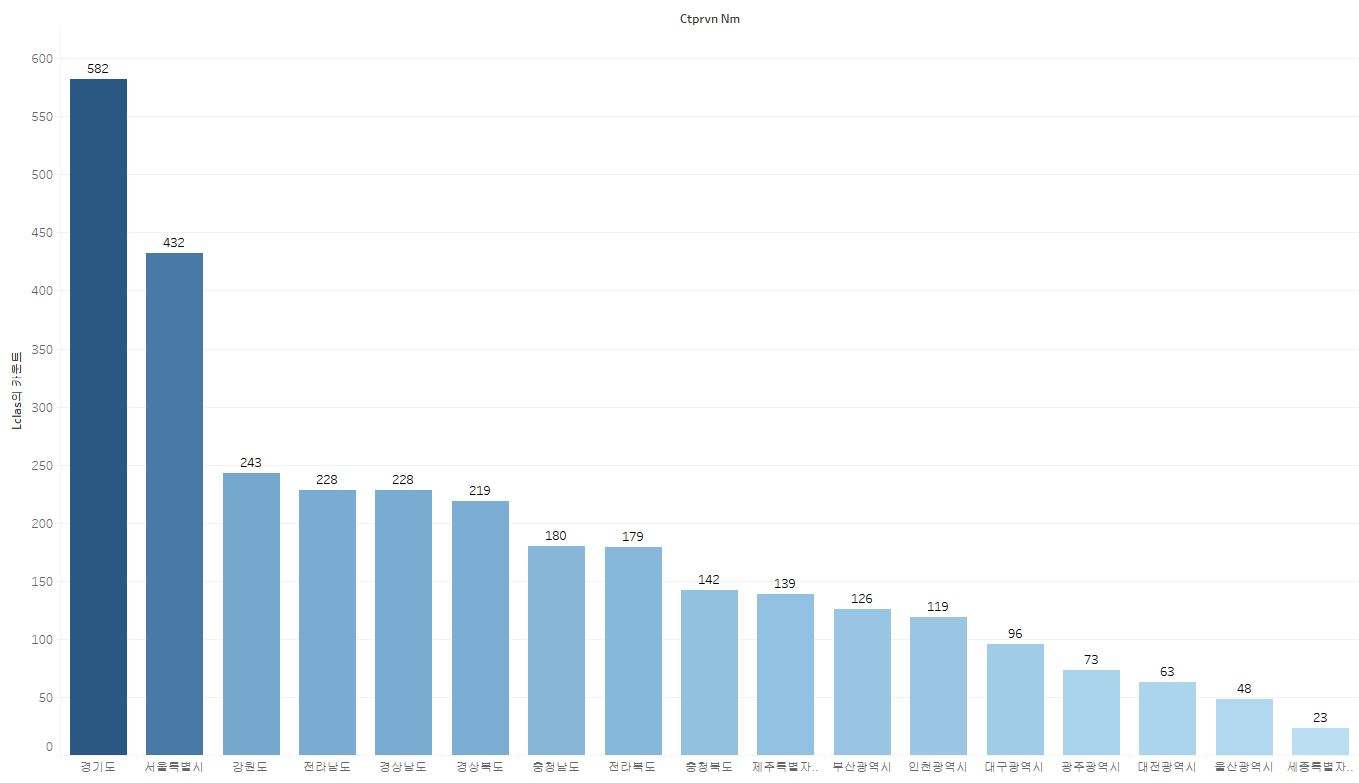 Ctprvn Nm
Lclas의 카운트
600
550
500
450
400
350
300
250
200
150
100
50
0
582
432
243
228
228
219
180
179
142
139
126
119
96
73
63
48
23
경기도
서울특별시
강원도
전라남도
경상남도
경상북도
충청남도
전라북도
충청북도
제주특별자..
부산광역시
인천광역시
대구광역시
광주광역시
대전광역시
울산광역시
세종특별자..